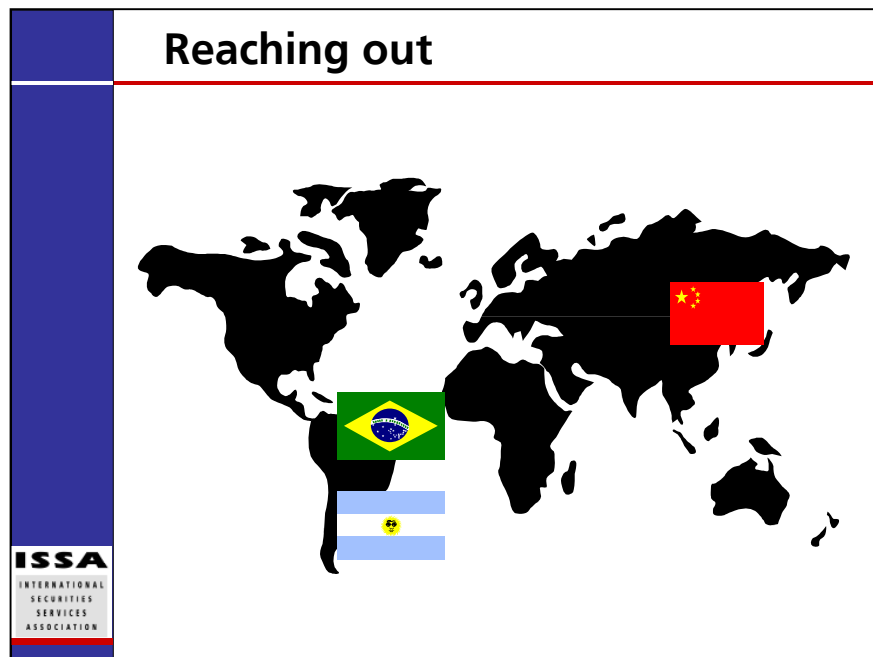 Reaching out
ISSA
INTERNATIONAL
SECURITIES
SERVICES
ASSOCIATION